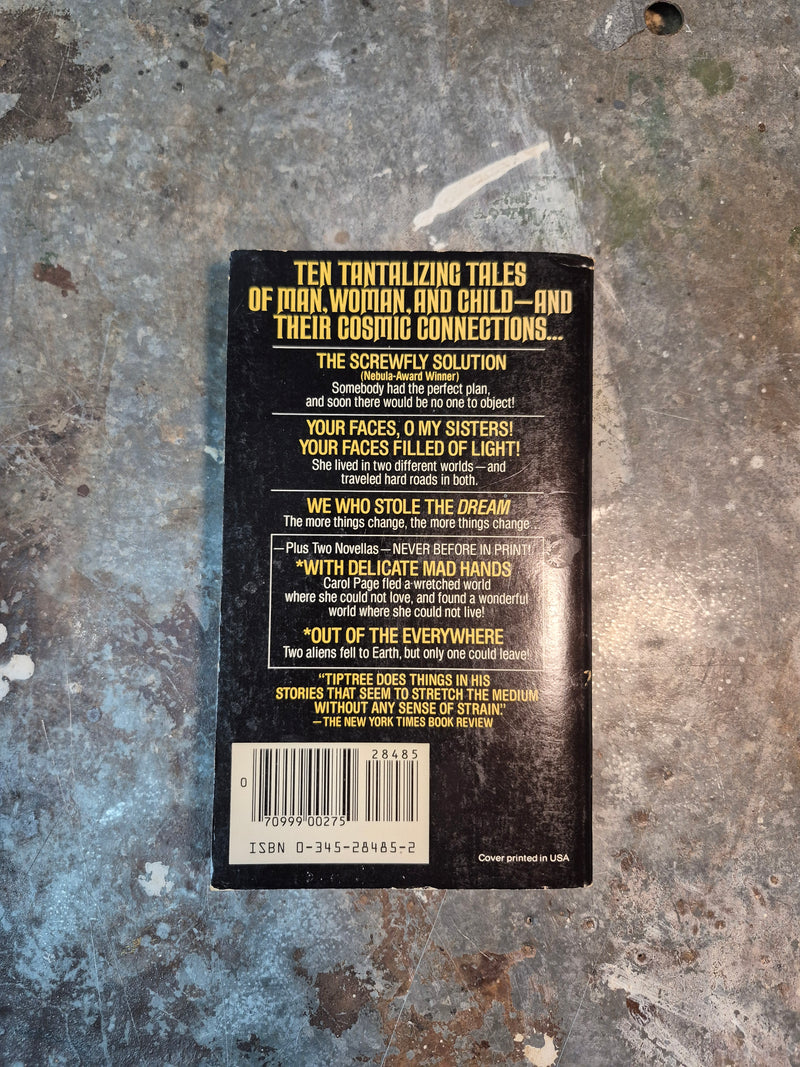 TEN TANTALIZING TALES
OF MAN, WOMAN, AND CHILD—AND
THEIR COSMIC CONNECTIONS...
THE SCREWFLY SOLUTION
(Nebula-Award Winner)
Somebody had the perfect plan,
and soon there would be no one to object!
YOUR FACES, O MY SISTERS!
YOUR FACES FILLED OF LIGHT!
She lived in two different worlds—and
traveled hard roads in both.
WE WHO STOLE THE DREAM
The more things change, the more things change...
—Plus Two Novellas—NEVER BEFORE IN PRINT!
*WITH DELICATE MAD HANDS
Carol Page fled a wretched world
where she could not love, and found a wonderful
world where she could not live!
*OUT OF THE EVERYWHERE
Two aliens fell to Earth, but only one could leave!
"TIPTREE DOES THINGS IN HIS
STORIES THAT SEEM TO STRETCH THE MEDIUM
WITHOUT ANY SENSE OF STRAIN."
—THE NEW YORK TIMES BOOK REVIEW
28485
0
70999 00275
ISBN 0-345-28485-2
Cover printed in USA